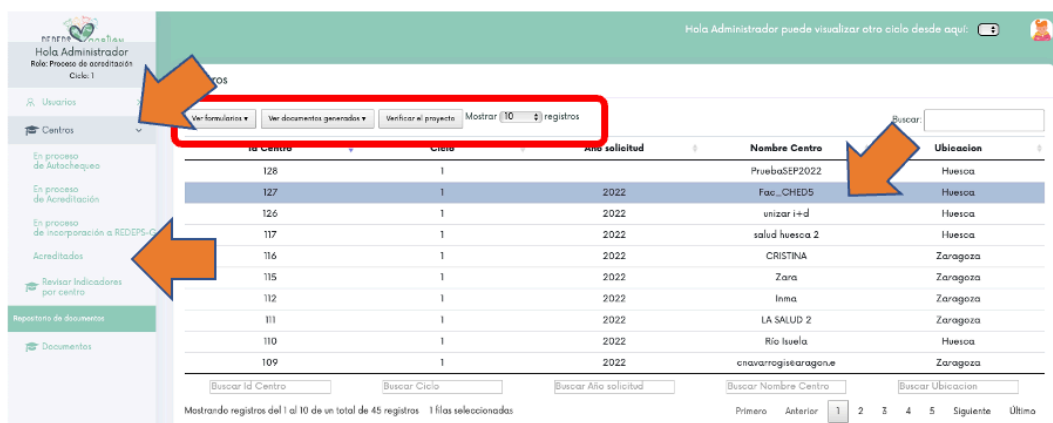 Hola Administrador
Role: Proceso de acreditación
Ciclo: 1
Usuarios
Centros
En proceso
de Autochequeo
En proceso
de Acreditación
En proceso
de incorporación a REDEPS-G
Acreditados
Revisar Indicadores
por centro
Repositorio de documentos
Documentos
Hola Administrador puede visualizar otro ciclo desde aquí:
ros
Ver formularios ▾ Ver documentos generados ▾ Verificar el proyecto Mostrar 10 registros
Buscar:
Id Centro Ciclo Año solicitud Nombre Centro Ubicacion
128 1 PruebaSEP2022 Huesca
127 1 2022 Fac_CHED5 Huesca
126 1 2022 unizar i+d Huesca
117 1 2022 salud huesca 2 Huesca
116 1 2022 CRISTINA Zaragoza
115 1 2022 Zara Zaragoza
112 1 2022 Inma Zaragoza
111 1 2022 LA SALUD 2 Zaragoza
110 1 2022 Río Isuela Huesca
109 1 2022 cnavarrogi@aragon.e Zaragoza
Buscar Id Centro Buscar Ciclo Buscar Año solicitud Buscar Nombre Centro Buscar Ubicacion
Mostrando registros del 1 al 10 de un total de 45 registros 1 filas seleccionadas
Primero Anterior 1 2 3 4 5 Siguiente Último